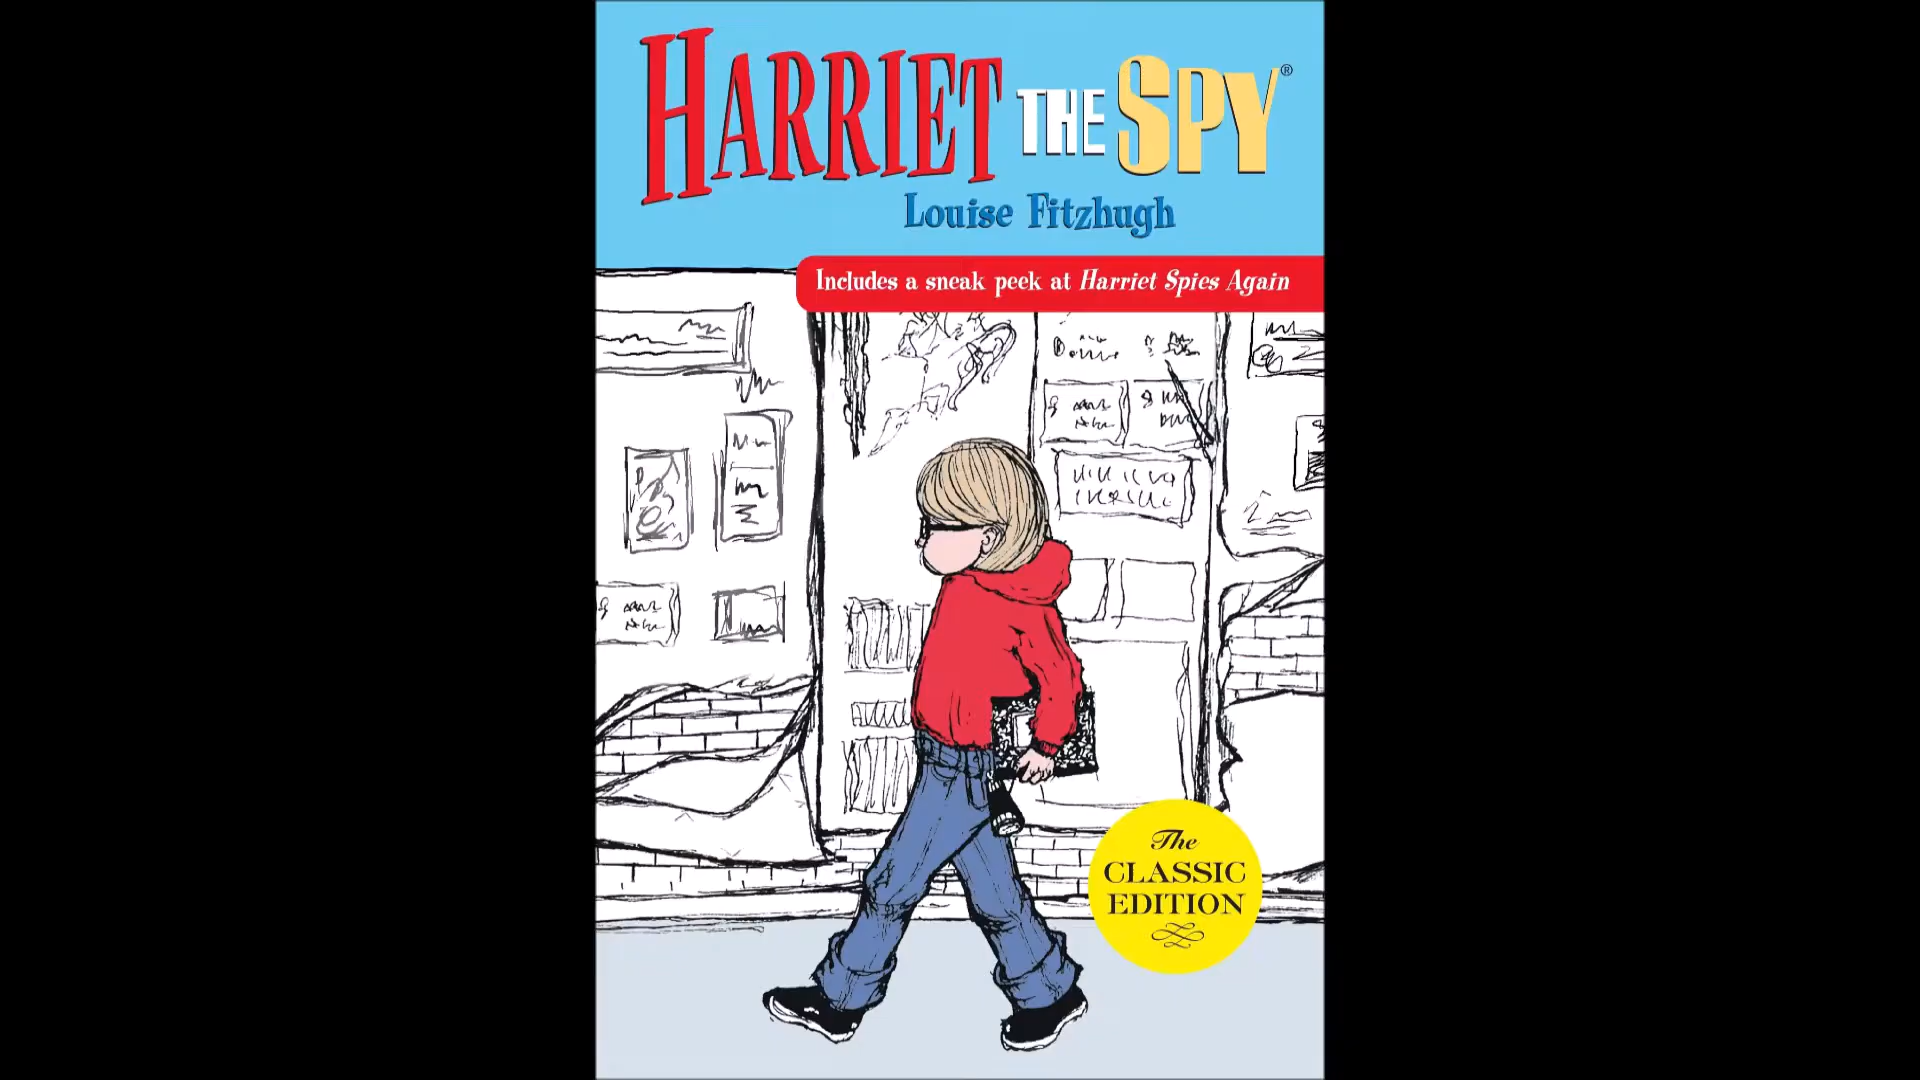 HARRIET THE SPY®
Louise Fitzhugh
Includes a sneak peek at Harriet Spies Again
The
CLASSIC
EDITION